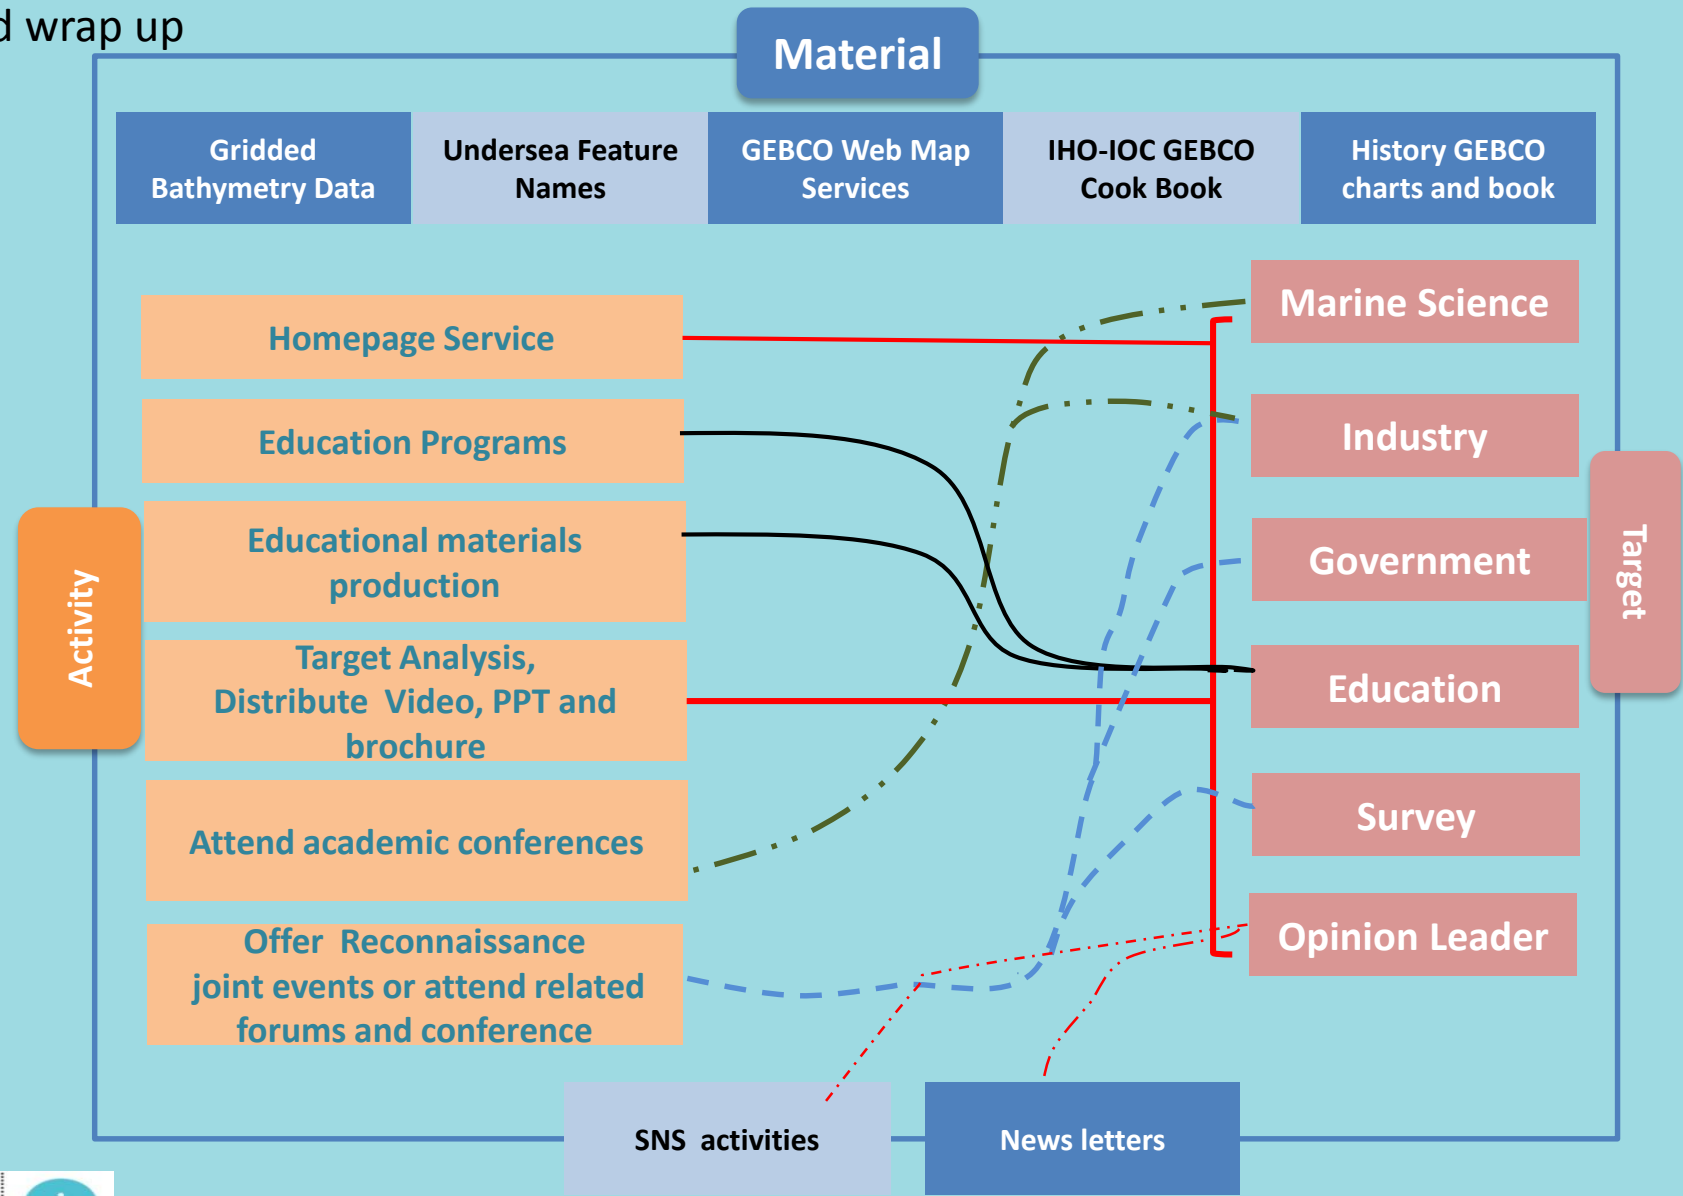 wrap up
Material
Gridded
Bathymetry Data
Undersea Feature
Names
GEBCO Web Map
Services
IHO-IOC GEBCO
Cook Book
History GEBCO
charts and book
Homepage Service
Education Programs
Educational materials
production
Target Analysis,
Distribute Video, PPT and
brochure
Attend academic conferences
Offer Reconnaissance
joint events or attend related
forums and conference
Activity
Marine Science
Industry
Government
Education
Survey
Opinion Leader
Target
SNS activities
News letters